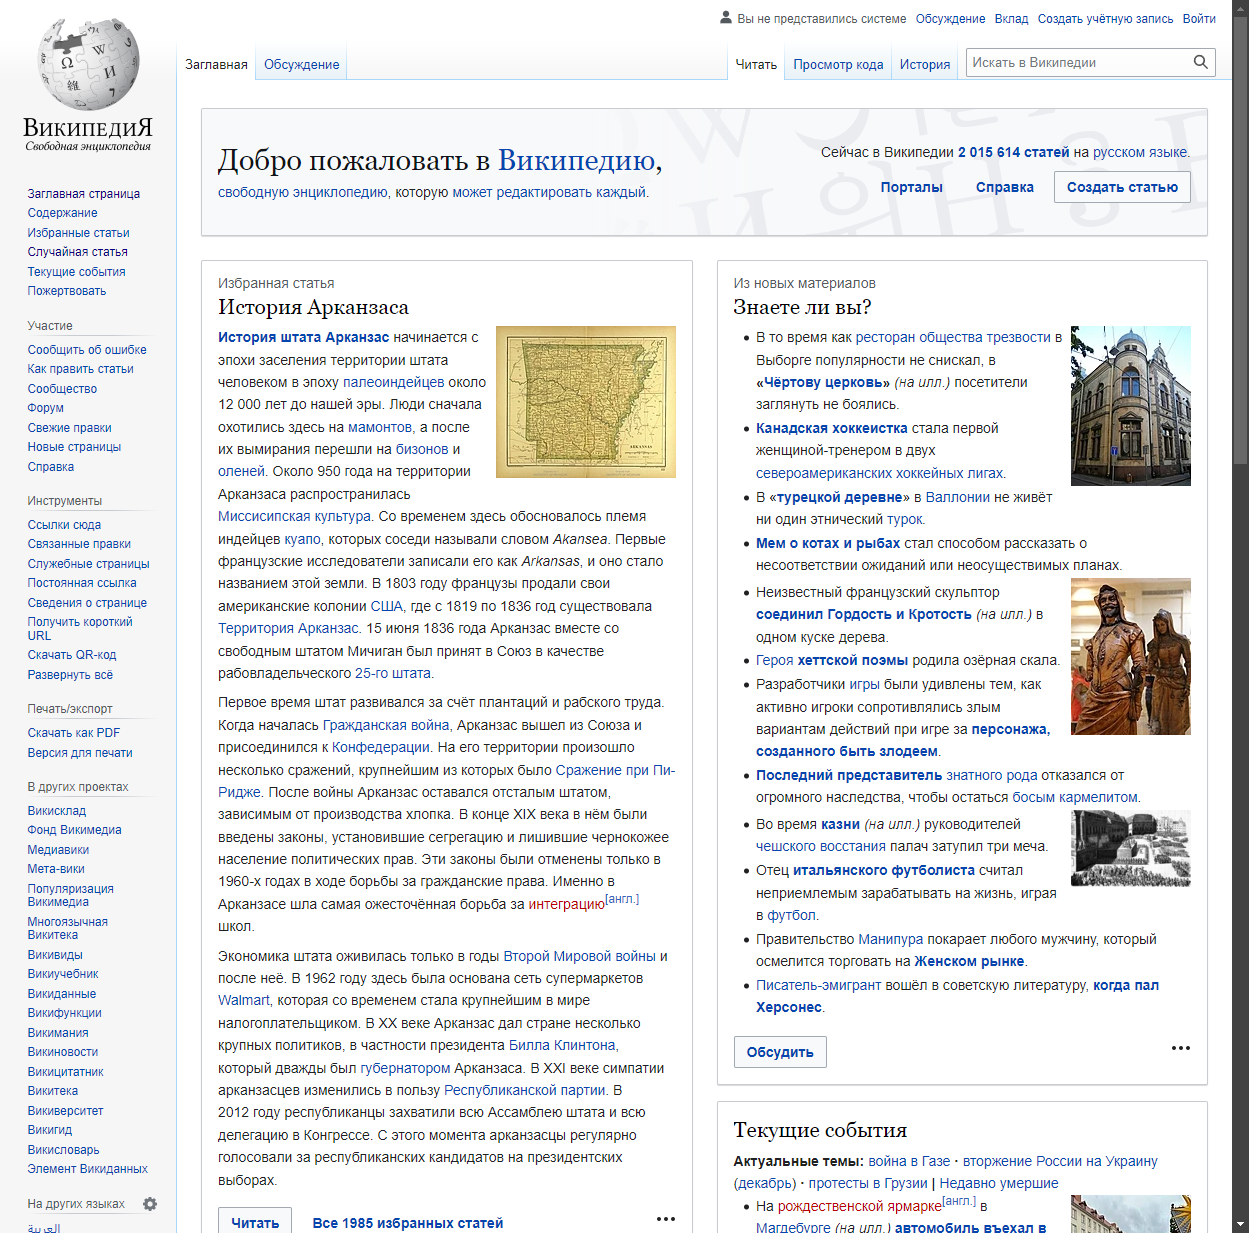 Вы не представились системе Обсуждение Вклад Создать учётную запись Войти
Заглавная Обсуждение Читать Просмотр кода История Искать в Википедии
ВикипедиЯ
Свободная энциклопедия
Заглавная страница
Содержание
Избранные статьи
Случайная статья
Текущие события
Пожертвовать
Участие
Сообщить об ошибке
Как править статьи
Сообщество
Форум
Свежие правки
Новые страницы
Справка
Инструменты
Ссылки сюда
Связанные правки
Служебные страницы
Постоянная ссылка
Сведения о странице
Получить короткий
URL
Скачать QR-код
Развернуть всё
Печать/экспорт
Скачать как PDF
Версия для печати
В других проектах
Викисклад
Фонд Викимедиа
Медиавики
Мета-вики
Популяризация
Викимедиа
Многоязычная
Викитека
Викивиды
Викиучебник
Викиданные
Викифункции
Викимания
Викиновости
Викицитатник
Викитека
Викиверситет
Викигид
Викисловарь
Элемент Викиданных
На других языках
العربية
Добро пожаловать в Википедию,
свободную энциклопедию, которую может редактировать каждый.
Сейчас в Википедии 2 015 614 статей на русском языке.
Порталы Справка Создать статью
Избранная статья
История Арканзаса
История штата Арканзас начинается с
эпохи заселения территории штата
человеком в эпоху палеоиндейцев около
12 000 лет до нашей эры. Люди сначала
охотились здесь на мамонтов, а после
их вымирания перешли на бизонов и
оленей. Около 950 года на территории
Арканзаса распространилась
Миссисипская культура. Со временем здесь обосновалось племя
индейцев куапо, которых соседи называли словом Akansea. Первые
французские исследователи записали его как Arkansas, и оно стало
названием этой земли. В 1803 году французы продали свои
американские колонии США, где с 1819 по 1836 год существовала
Территория Арканзас. 15 июня 1836 года Арканзас вместе со
свободным штатом Мичиган был принят в Союз в качестве
рабовладельческого 25-го штата.
Первое время штат развивался за счёт плантаций и рабского труда.
Когда началась Гражданская война, Арканзас вышел из Союза и
присоединился к Конфедерации. На его территории произошло
несколько сражений, крупнейшим из которых было Сражение при Пи-
Ридже. После войны Арканзас оставался отсталым штатом,
зависимым от производства хлопка. В конце XIX века в нём были
введены законы, установившие сегрегацию и лишившие чернокожее
население политических прав. Эти законы были отменены только в
1960-х годах в ходе борьбы за гражданские права. Именно в
Арканзасе шла самая ожесточённая борьба за интеграцию[англ.]
школ.
Экономика штата оживилась только в годы Второй Мировой войны и
после неё. В 1962 году здесь была основана сеть супермаркетов
Walmart, которая со временем стала крупнейшим в мире
налогоплательщиком. В XX веке Арканзас дал стране несколько
крупных политиков, в частности президента Билла Клинтона,
который дважды был губернатором Арканзаса. В XXI веке симпатии
арканзасцев изменились в пользу Республиканской партии. В
2012 году республиканцы захватили всю Ассамблею штата и всю
делегацию в Конгрессе. С этого момента арканзасцы регулярно
голосовали за республиканских кандидатов на президентских
выборах.
Читать Все 1985 избранных статей
Из новых материалов
Знаете ли вы?
В то время как ресторан общества трезвости в
Выборге популярности не снискал, в
«Чёртову церковь» (на илл.) посетители
заглянуть не боялись.
Канадская хоккеистка стала первой
женщиной-тренером в двух
североамериканских хоккейных лигах.
В «турецкой деревне» в Валлонии не живёт
ни один этнический турок.
Мем о котах и рыбах стал способом рассказать о
несоответствии ожиданий или неосуществимых планах.
Неизвестный французский скульптор
соединил Гордость и Кротость (на илл.) в
одном куске дерева.
Героя хеттской поэмы родила озёрная скала.
Разработчики игры были удивлены тем, как
активно игроки сопротивлялись злым
вариантам действий при игре за персонажа,
созданного быть злодеем.
Последний представитель знатного рода отказался от
огромного наследства, чтобы остаться босым кармелитом.
Во время казни (на илл.) руководителей
чешского восстания палач затупил три меча.
Отец итальянского футболиста считал
неприемлемым зарабатывать на жизнь, играя
в футбол.
Правительство Манипура покарает любого мужчину, который
осмелится торговать на Женском рынке.
Писатель-эмигрант вошёл в советскую литературу, когда пал
Херсонес.
Обсудить
Текущие события
Актуальные темы: война в Газе · вторжение России на Украину
(декабрь) · протесты в Грузии | Недавно умершие
На рождественской ярмарке[англ.] в
Магдебурге (на илл.) автомобиль въехал в